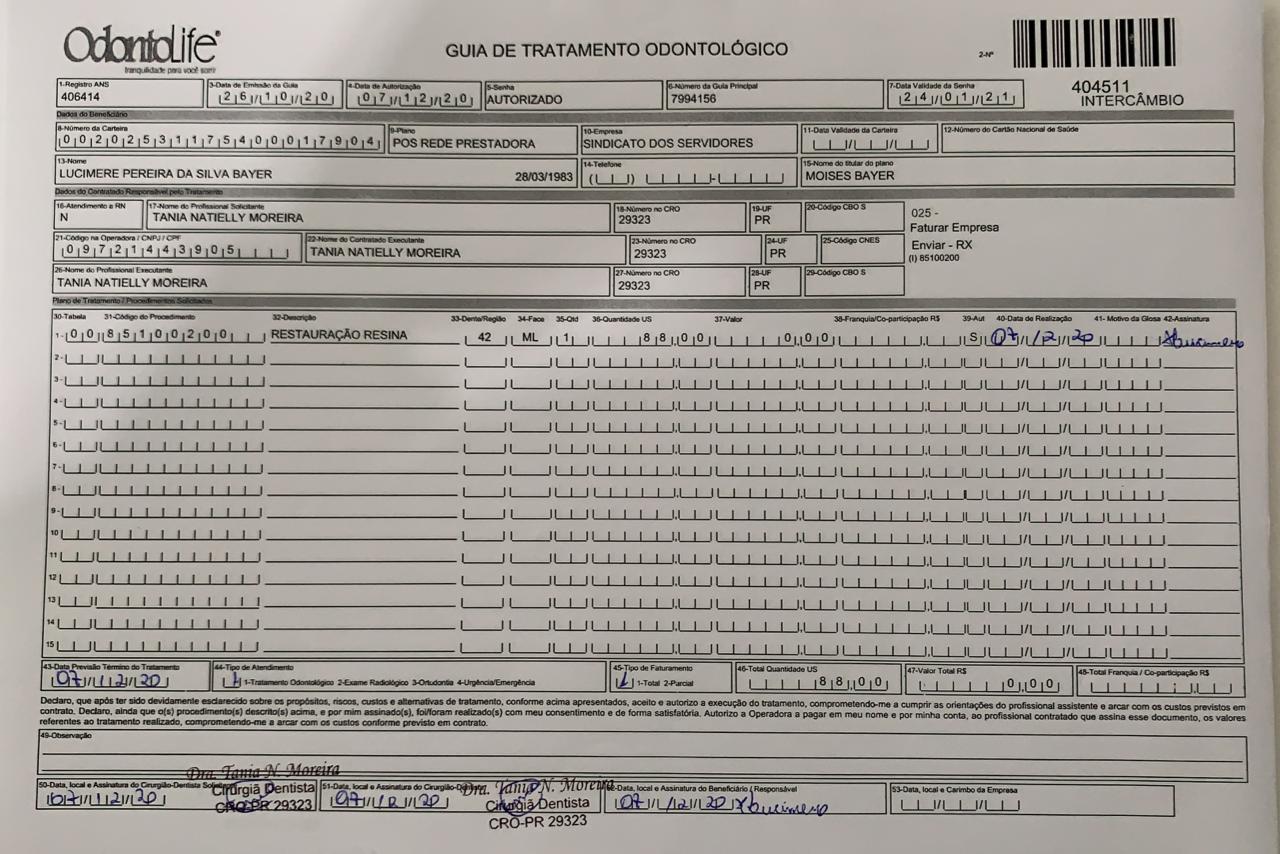 OdontoLife®
tranquilidade para você sorrir
GUIA DE TRATAMENTO ODONTOLÓGICO
2-Nº
404511
INTERCÂMBIO
1-Registro ANS
406414
3-Data de Emissão da Guia
26/10/20
4-Data de Autorização
07/12/20
5-Senha
AUTORIZADO
6-Número da Guia Principal
7994156
7-Data Validade da Senha
24/01/21
Dados do Beneficiário
8-Número da Carteira
00202531175400017904
9-Plano
POS REDE PRESTADORA
10-Empresa
SINDICATO DOS SERVIDORES
11-Data Validade da Carteira
12-Número do Cartão Nacional de Saúde
13-Nome
LUCIMERE PEREIRA DA SILVA BAYER 28/03/1983
14-Telefone
15-Nome do titular do plano
MOISES BAYER
Dados do Contratado Responsável pelo Tratamento
16-Atendimento a RN
N
17-Nome do Profissional Solicitante
TANIA NATIELLY MOREIRA
18-Número no CRO
29323
19-UF
PR
20-Código CBO S
025 -
Faturar Empresa
Enviar - RX
(I) 85100200
21-Código na Operadora / CNPJ / CPF
09721443905
22-Nome do Contratado Executante
TANIA NATIELLY MOREIRA
23-Número no CRO
29323
24-UF
PR
25-Código CNES
26-Nome do Profissional Executante
TANIA NATIELLY MOREIRA
27-Número no CRO
29323
28-UF
PR
29-Código CBO S
Plano de Tratamento / Procedimentos Solicitados
30-Tabela 31-Código do Procedimento 32-Descrição 33-Dente/Região 34-Face 35-Qtd 36-Quantidade US 37-Valor 38-Franquia/Co-participação R$ 39-Aut 40-Data de Realização 41- Motivo da Glosa 42-Assinatura
1- 00 85100200 RESTAURAÇÃO RESINA 42 ML 1 88,00 0,00 S 07/12/20
2-
3-
4-
5-
6-
7-
8-
9-
10
11
12
13
14
15
43-Data Previsão Término do Tratamento
07/12/20
44-Tipo de Atendimento
1 1-Tratamento Odontológico 2-Exame Radiológico 3-Ortodontia 4-Urgência/Emergência
45-Tipo de Faturamento
1 1-Total 2-Parcial
46-Total Quantidade US
88,00
47-Valor Total R$
0,00
48-Total Franquia / Co-participação R$
Declaro, que após ter sido devidamente esclarecido sobre os propósitos, riscos, custos e alternativas de tratamento, conforme acima apresentados, aceito e autorizo a execução do tratamento, comprometendo-me a cumprir as orientações do profissional assistente e arcar com os custos previstos em
contrato. Declaro, ainda que o(s) procedimento(s) descrito(s) acima, e por mim assinado(s), foi/foram realizado(s) com meu consentimento e de forma satisfatória. Autorizo a Operadora a pagar em meu nome e por minha conta, ao profissional contratado que assina esse documento, os valores
referentes ao tratamento realizado, comprometendo-me a arcar com os custos conforme previsto em contrato.
49-Observação
50-Data, local e Assinatura do Cirurgião-Dentista
07/12/20
Dra. Tania N. Moreira
Cirurgiã Dentista
CRO-PR 29323
51-Data, local e Assinatura do Cirurgião-Dentista
07/12/20
Dra. Tania N. Moreira
Cirurgiã Dentista
CRO-PR 29323
52-Data, local e Assinatura do Beneficiário / Responsável
07/12/20
53-Data, local e Carimbo da Empresa